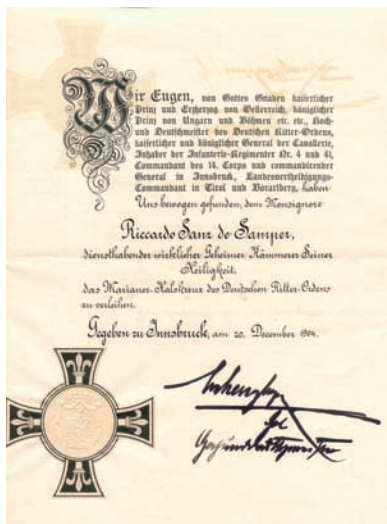 Wir Eugen, von Gottes Gnaden kaiserlicher
Prinz und Erzherzog von Oesterreich, königlicher
Prinz von Ungarn und Böhmen etc. etc., Hoch-
und Deutschmeister des Deutschen Ritter-Ordens,
kaiserlicher und königlicher General der Cavallerie,
Inhaber der Infanterie-Regimenter Nr. 4 und 41,
Commandant des 14. Corps und commandirender
General in Innsbruck, Landesvertheidigungs-
Commandant in Tirol und Vorarlberg, haben
Uns bewogen gefunden, dem Monsignore
Riccardo Sanz de Samper,
diensthabender wirklicher Geheimer Kämmerer Seiner
Heiligkeit,
das Marianer-Halskreuz des Deutschen Ritter-Ordens
zu verleihen.
Gegeben zu Innsbruck, am 20. December 1904.